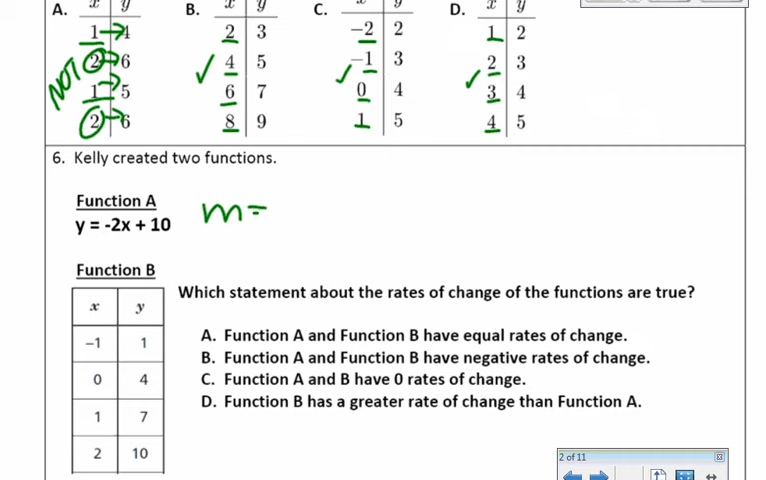 A. x y B. x y C. x y D. x y
1 4 2 3 -2 2 1 2
NOT 2 6 4 5 -1 3 2 3
1 5 6 7 0 4 3 4
2 6 8 9 1 5 4 5
6. Kelly created two functions.
Function A
y = -2x + 10 m=
Function B
Which statement about the rates of change of the functions are true?
x y
-1 1
0 4
1 7
2 10
A. Function A and Function B have equal rates of change.
B. Function A and Function B have negative rates of change.
C. Function A and B have 0 rates of change.
D. Function B has a greater rate of change than Function A.
2 of 11